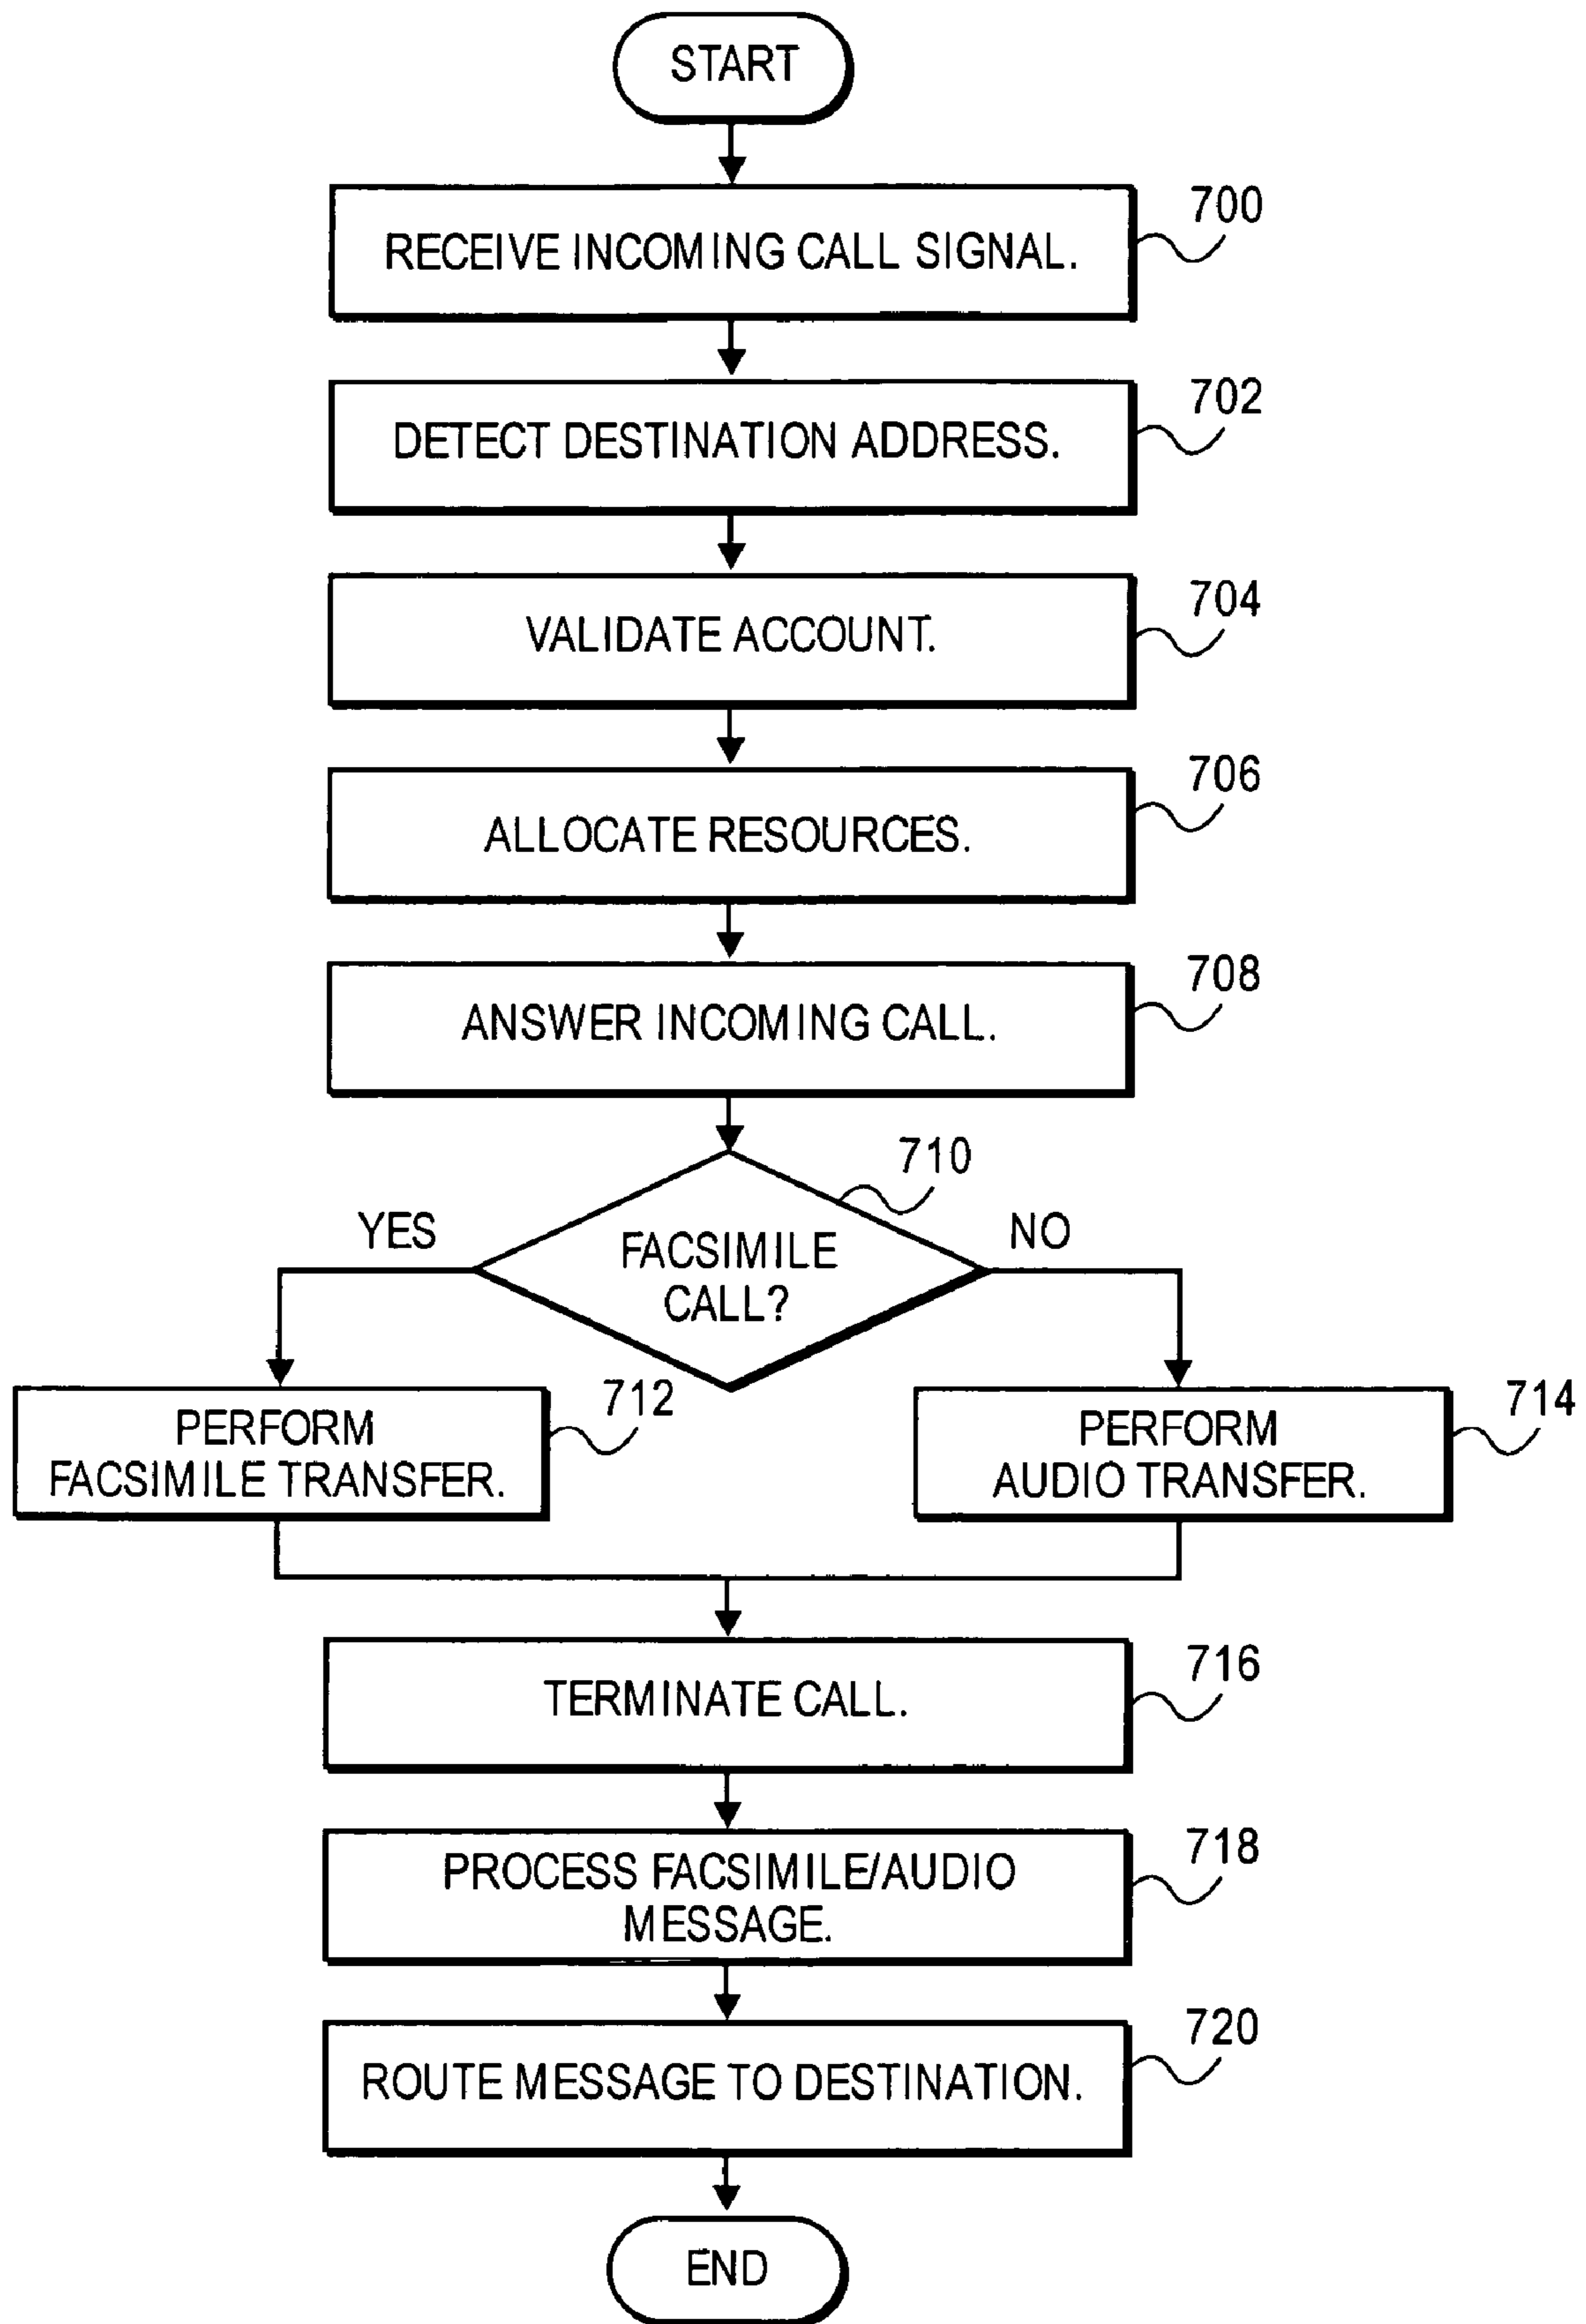 START
RECEIVE INCOMING CALL SIGNAL.
700
DETECT DESTINATION ADDRESS.
702
VALIDATE ACCOUNT.
704
ALLOCATE RESOURCES.
706
ANSWER INCOMING CALL.
708
710
YES
FACSIMILE
CALL?
NO
PERFORM
FACSIMILE TRANSFER.
712
PERFORM
AUDIO TRANSFER.
714
TERMINATE CALL.
716
PROCESS FACSIMILE/AUDIO
MESSAGE.
718
ROUTE MESSAGE TO DESTINATION.
720
END